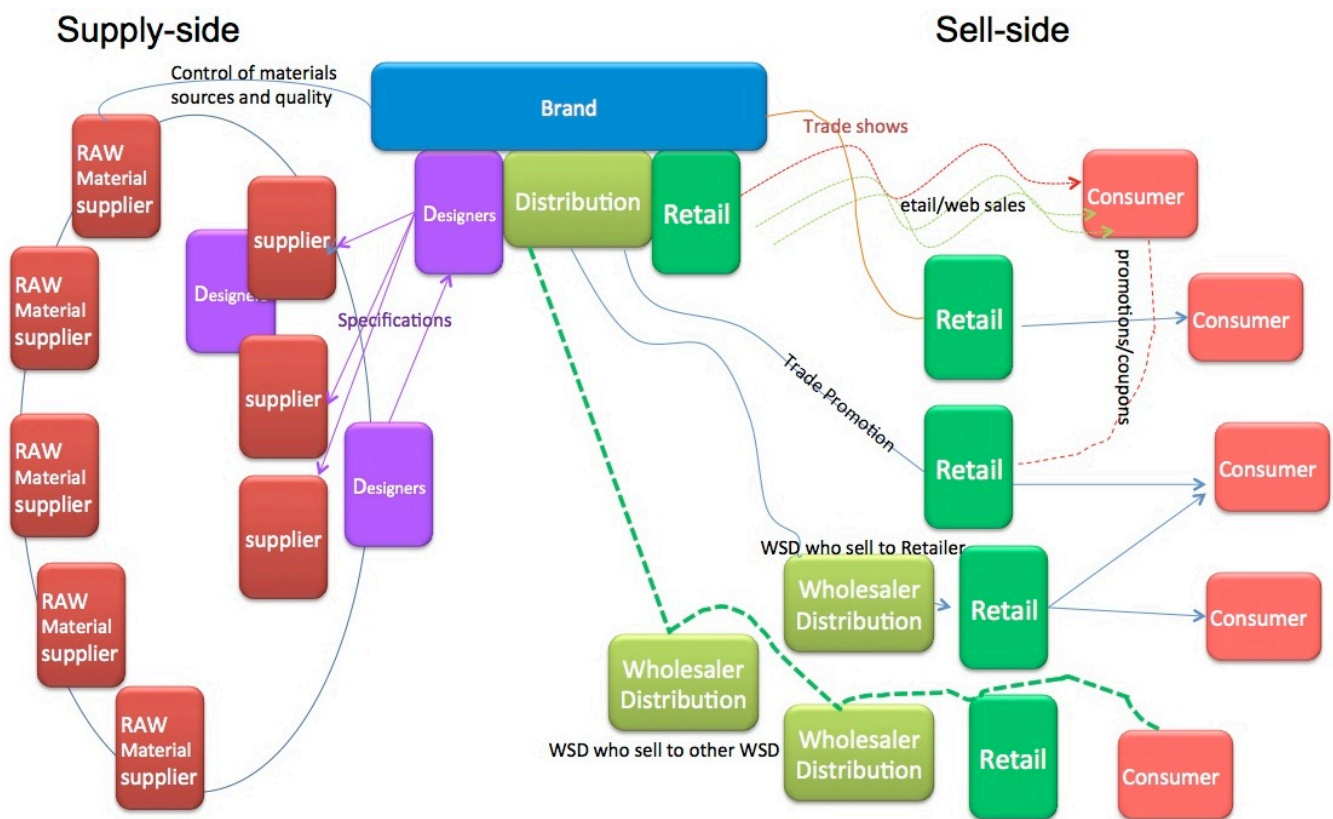 Supply-side
Sell-side
Control of materials
sources and quality
Brand
Trade shows
RAW
Material
supplier
supplier
Designers
Distribution
Retail
etail/web sales
Consumer
Designers
Specifications
RAW
Material
supplier
supplier
Retail
Consumer
promotions/coupons
Trade Promotion
RAW
Material
supplier
Designers
Retail
Consumer
supplier
WSD who sell to Retailer
Wholesaler
Distribution
Retail
Consumer
RAW
Material
supplier
Wholesaler
Distribution
RAW
Material
supplier
WSD who sell to other WSD
Wholesaler
Distribution
Retail
Consumer